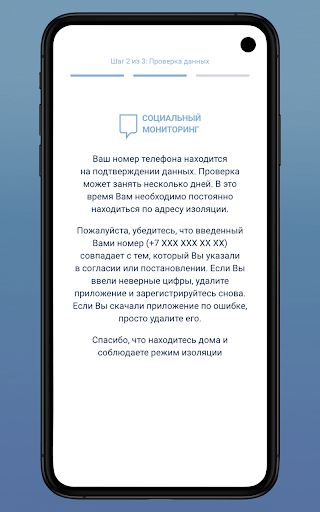 Шаг 2 из 3: Проверка данных
СОЦИАЛЬНЫЙ
МОНИТОРИНГ
Ваш номер телефона находится
на подтверждении данных. Проверка
может занять несколько дней. В это
время Вам необходимо постоянно
находиться по адресу изоляции.
Пожалуйста, убедитесь, что введенный
Вами номер (+7 XXX XXX XX XX)
совпадает с тем, который Вы указали
в согласии или постановлении. Если Вы
ввели неверные цифры, удалите
приложение и зарегистрируйтесь снова.
Если Вы скачали приложение по ошибке,
просто удалите его.
Спасибо, что находитесь дома и
соблюдаете режим изоляции